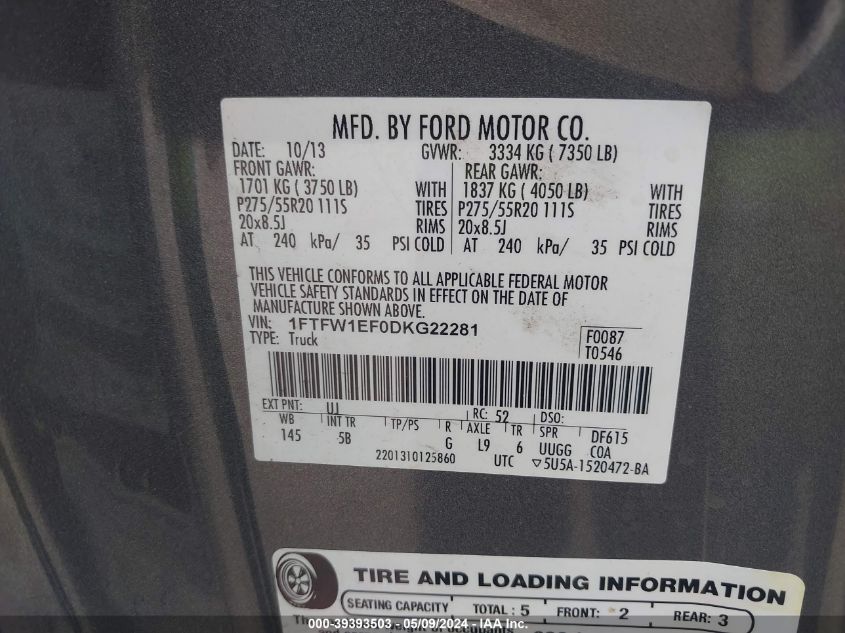 MFD. BY FORD MOTOR CO.
DATE: 10/13 GVWR: 3334 KG ( 7350 LB)
FRONT GAWR: REAR GAWR:
1701 KG ( 3750 LB) WITH 1837 KG ( 4050 LB) WITH
P275/55R20 111S TIRES P275/55R20 111S TIRES
20x8.5J RIMS 20x8.5J RIMS
AT 240 kPa/ 35 PSI COLD AT 240 kPa/ 35 PSI COLD
THIS VEHICLE CONFORMS TO ALL APPLICABLE FEDERAL MOTOR
VEHICLE SAFETY STANDARDS IN EFFECT ON THE DATE OF
MANUFACTURE SHOWN ABOVE.
VIN: 1FTFW1EF0DKG22281 F0087
TYPE: Truck T0546
EXT PNT: UJ RC: 52 DSO:
WB INT TR TP/PS R AXLE TR SPR DF615
145 5B G L9 6 UUGG COA
2201310125860 UTC ▽5U5A-1520472-BA
TIRE AND LOADING INFORMATION
SEATING CAPACITY TOTAL : 5 FRONT: 2 REAR: 3
000-39393503 - 05/09/2024 - IAA Inc.